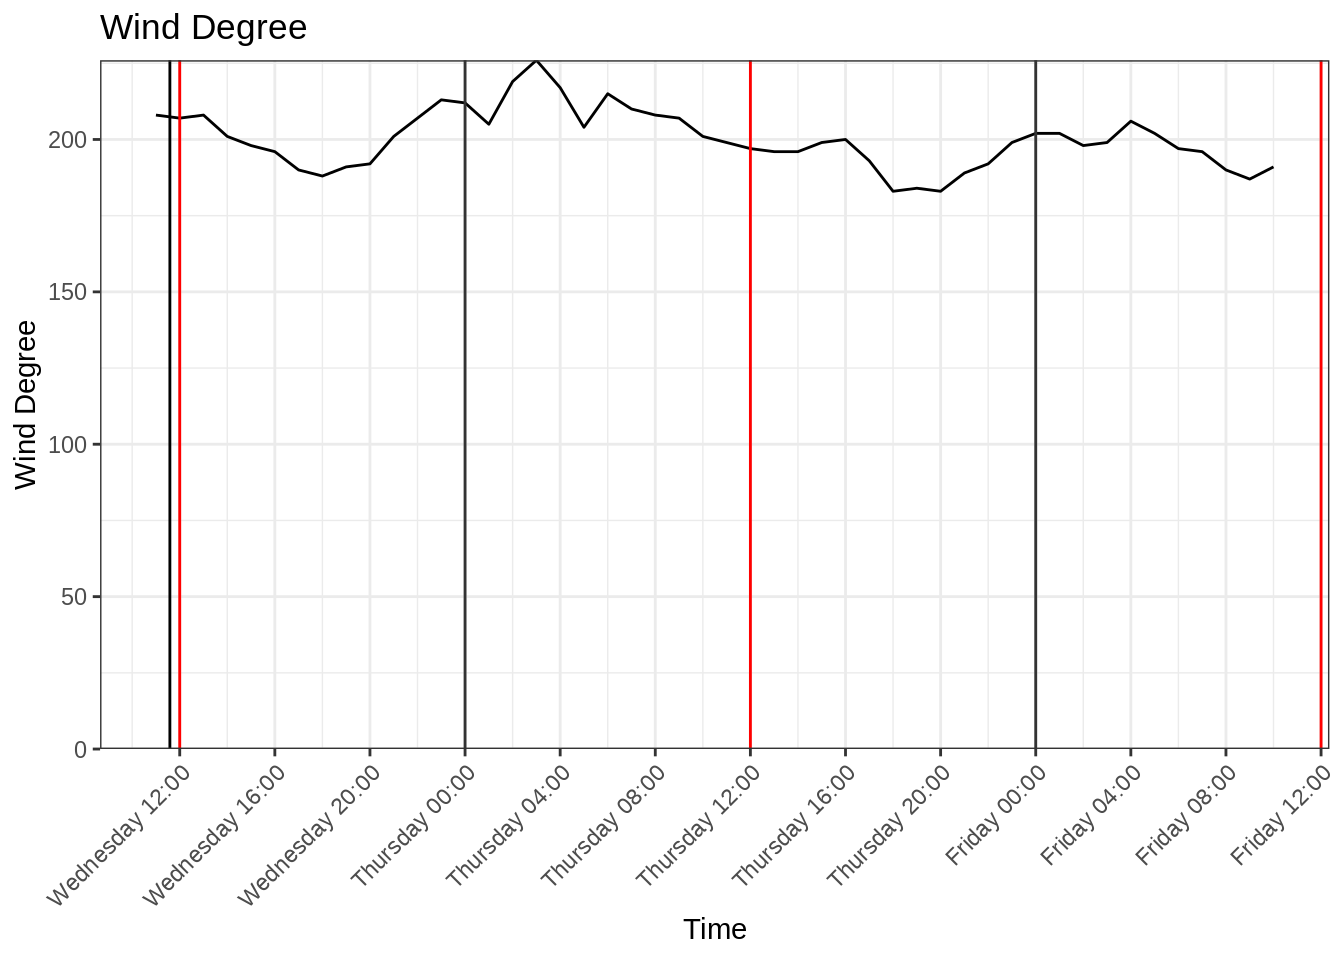 Wind Degree
Wind Degree
200
150
100
50
0
Wednesday 12:00
Wednesday 16:00
Wednesday 20:00
Thursday 00:00
Thursday 04:00
Thursday 08:00
Thursday 12:00
Thursday 16:00
Thursday 20:00
Friday 00:00
Friday 04:00
Friday 08:00
Friday 12:00
Time